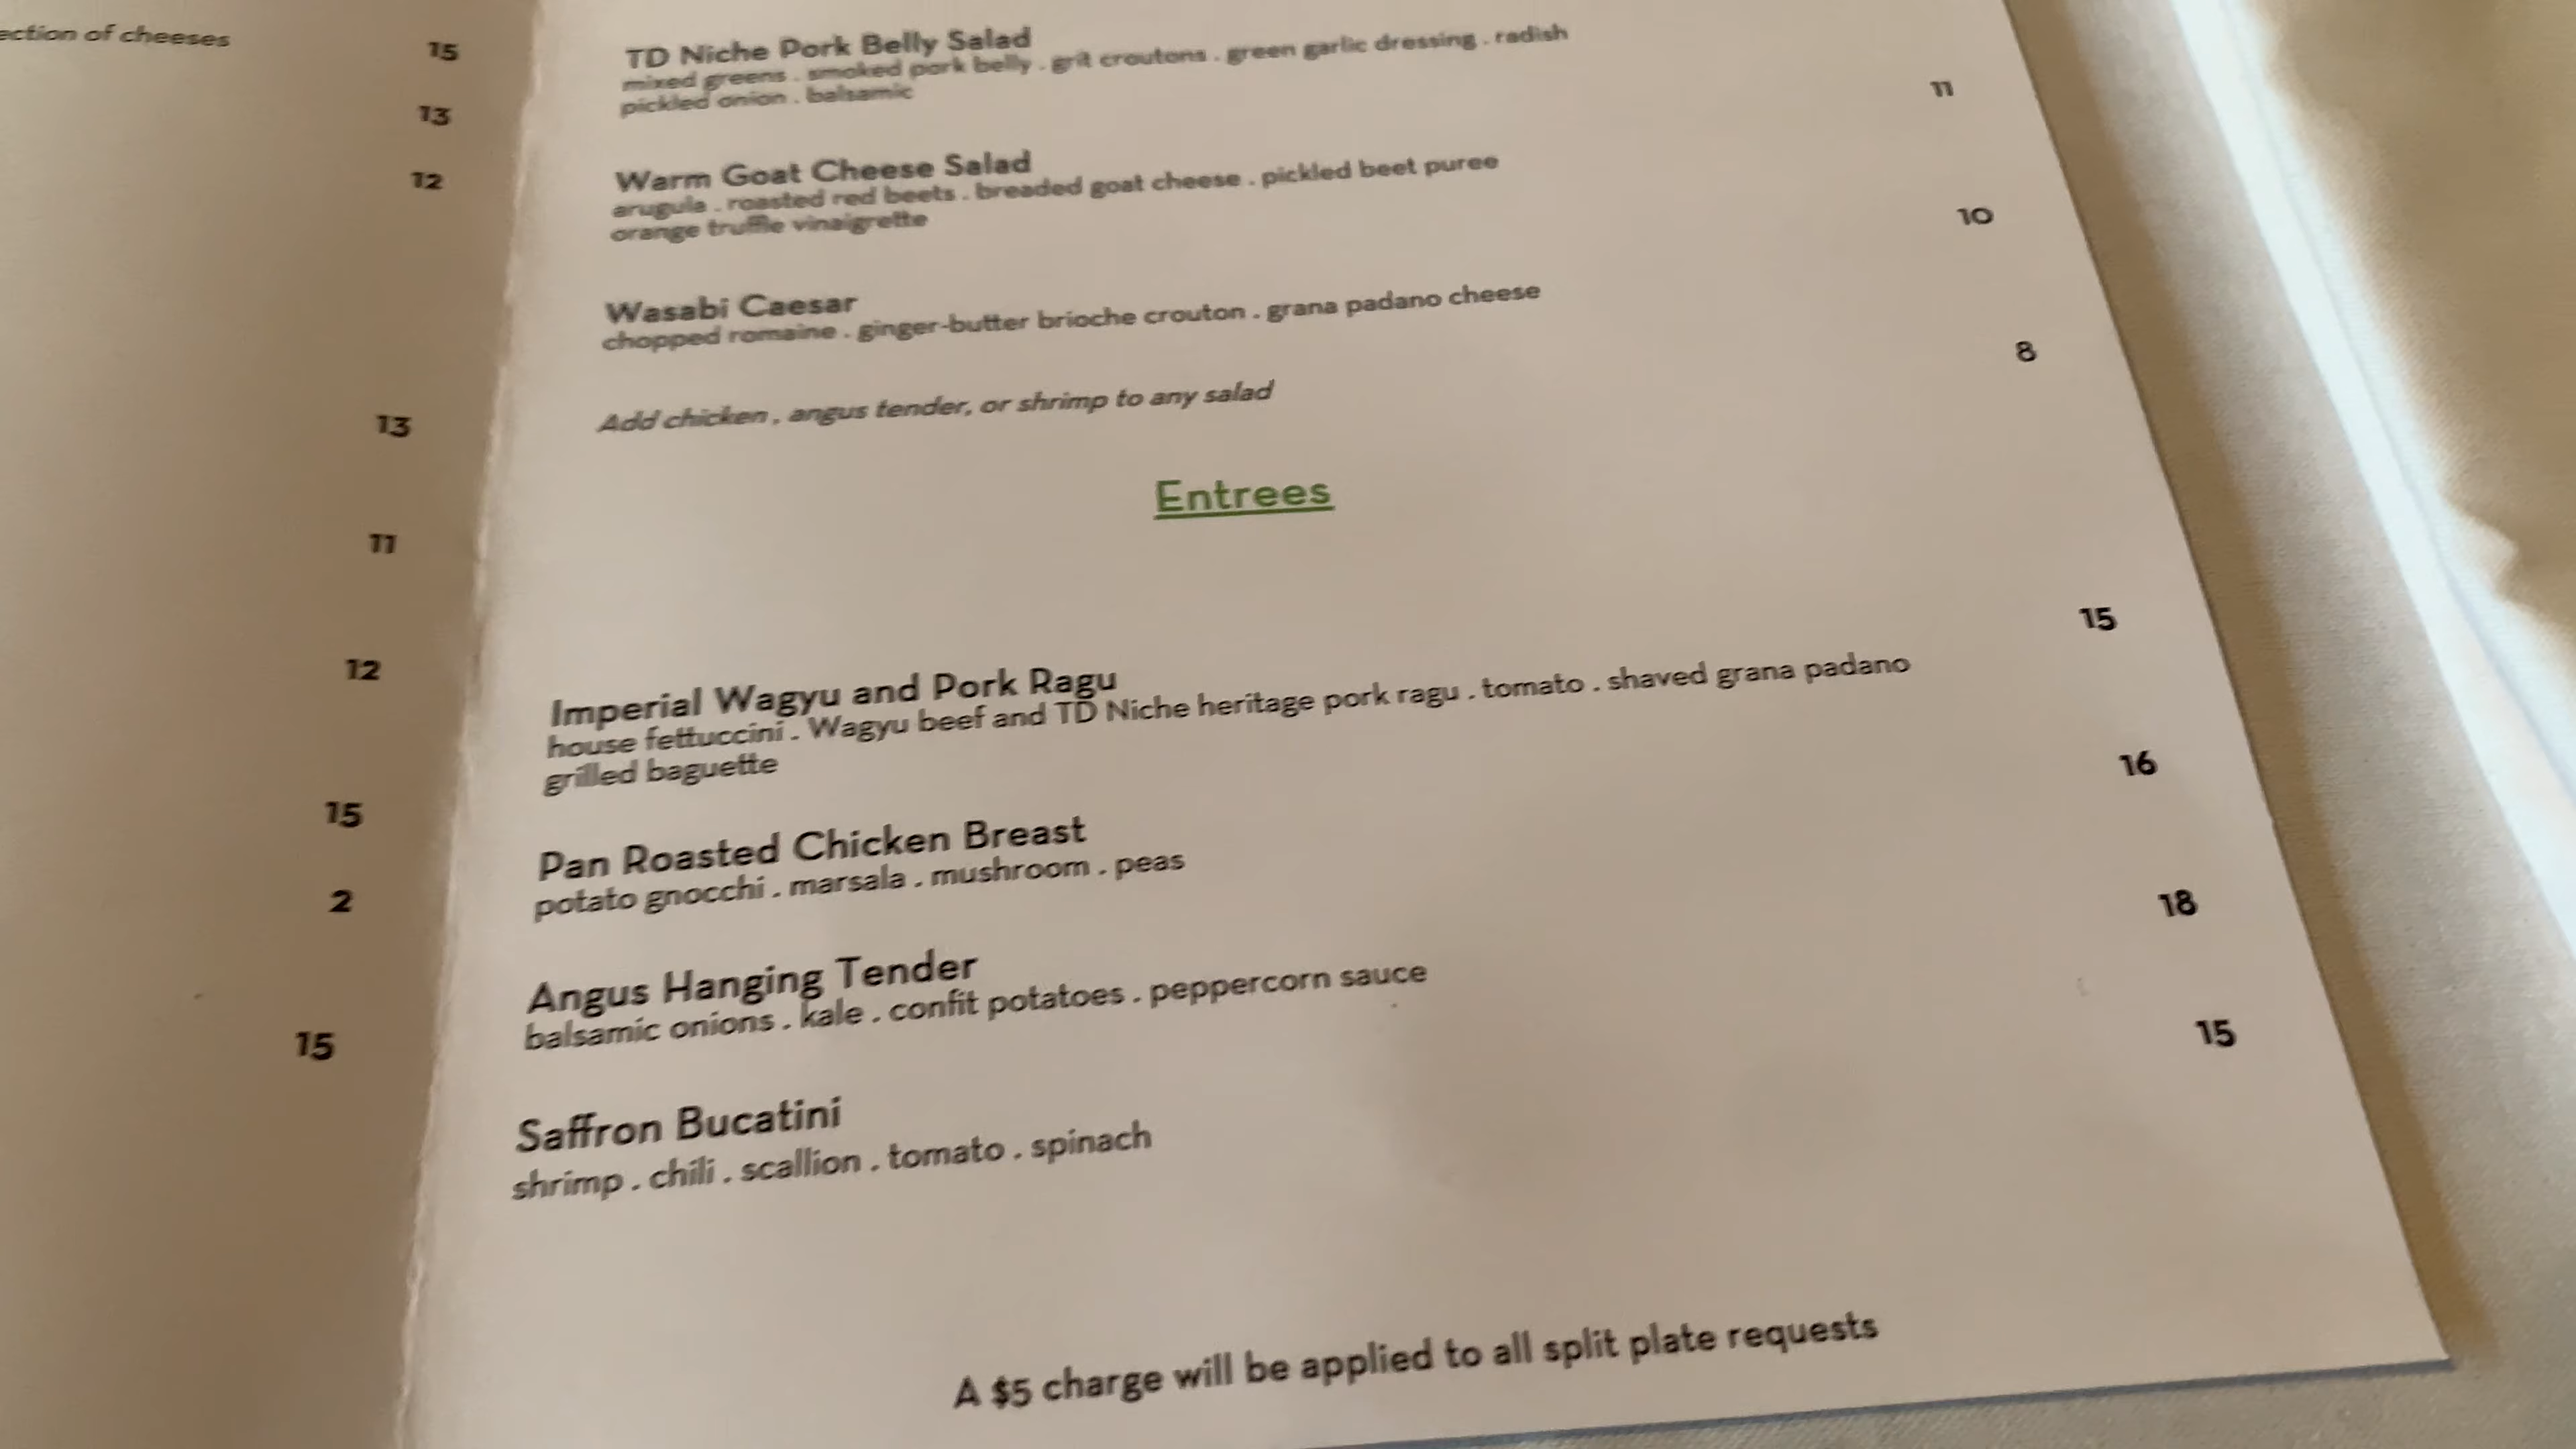 ection of cheeses
15
13
12
13
11
12
15
2
15
TD Niche Pork Belly Salad
mixed greens . smoked pork belly . grit croutons . green garlic dressing . radish
pickled onion . balsamic
11
Warm Goat Cheese Salad
arugula . roasted red beets . breaded goat cheese . pickled beet puree
orange truffle vinaigrette
10
Wasabi Caesar
chopped romaine . ginger-butter brioche crouton . grana padano cheese
8
Add chicken , angus tender, or shrimp to any salad
Entrees
15
Imperial Wagyu and Pork Ragu
house fettuccini . Wagyu beef and TD Niche heritage pork ragu . tomato . shaved grana padano
grilled baguette
16
Pan Roasted Chicken Breast
potato gnocchi . marsala . mushroom . peas
18
Angus Hanging Tender
balsamic onions . kale . confit potatoes . peppercorn sauce
15
Saffron Bucatini
shrimp . chili . scallion . tomato . spinach
A $5 charge will be applied to all split plate requests